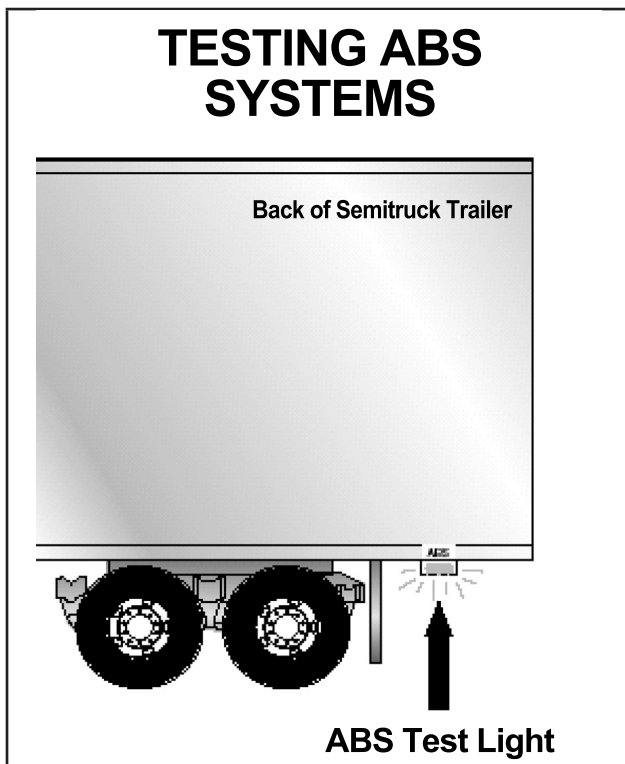 TESTING ABS
SYSTEMS
Back of Semitruck Trailer
ABS
ABS Test Light